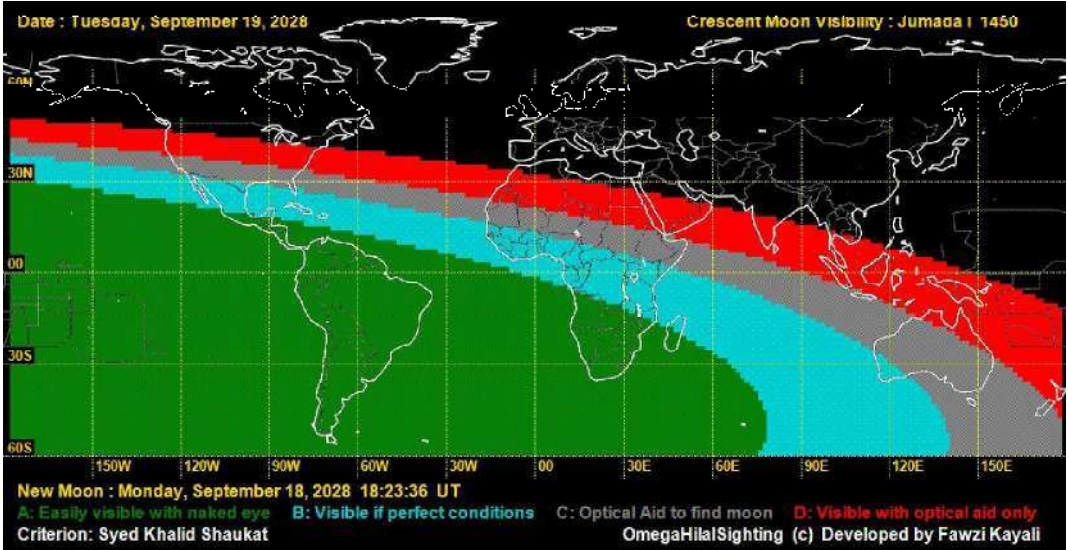 Date : Tuesday, September 19, 2028
Crescent Moon Visibility : Jumada I 1450
60N
30N
00
30S
60S
150W 120W 90W 60W 30W 00 30E 60E 90E 120E 150E
New Moon : Monday, September 18, 2028 18:23:36 UT
A: Easily visible with naked eye B: Visible if perfect conditions C: Optical Aid to find moon D: Visible with optical aid only
Criterion: Syed Khalid Shaukat
OmegaHilalSighting (c) Developed by Fawzi Kayali